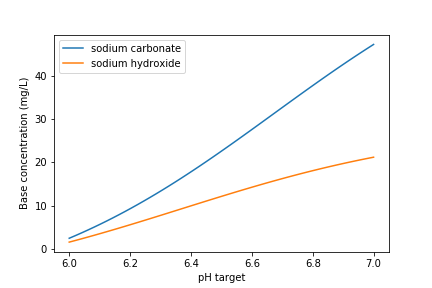 sodium carbonate
sodium hydroxide
Base concentration (mg/L)
40
30
20
10
0
6.0 6.2 6.4 6.6 6.8 7.0
pH target